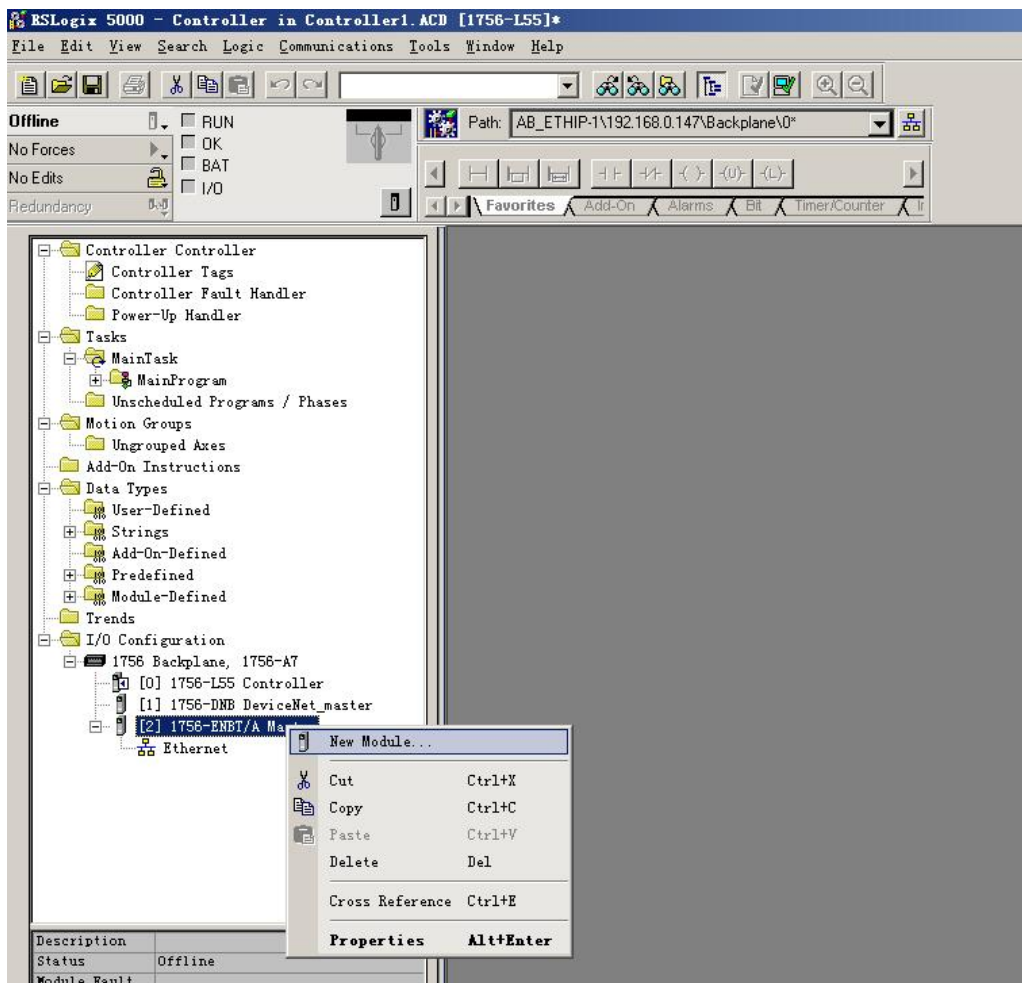 RSLogix 5000 - Controller in Controller1.ACD [1756-L55]*
File Edit View Search Logic Communications Tools Window Help
Offline
RUN
Path: AB_ETHIP-1\192.168.0.147\Backplane\0*
No Forces
OK
No Edits
BAT
I/O
Redundancy
Favorites Add-On Alarms Bit Timer/Counter
Controller Controller
Controller Tags
Controller Fault Handler
Power-Up Handler
Tasks
MainTask
MainProgram
Unscheduled Programs / Phases
Motion Groups
Ungrouped Axes
Add-On Instructions
Data Types
User-Defined
Strings
Add-On-Defined
Predefined
Module-Defined
Trends
I/O Configuration
1756 Backplane, 1756-A7
[0] 1756-L55 Controller
[1] 1756-DNB DeviceNet_master
[2] 1756-ENBT/A
Ethernet
New Module...
Cut Ctrl+X
Copy Ctrl+C
Paste Ctrl+V
Delete Del
Cross Reference Ctrl+E
Properties Alt+Enter
Description
Status Offline
Module Fault